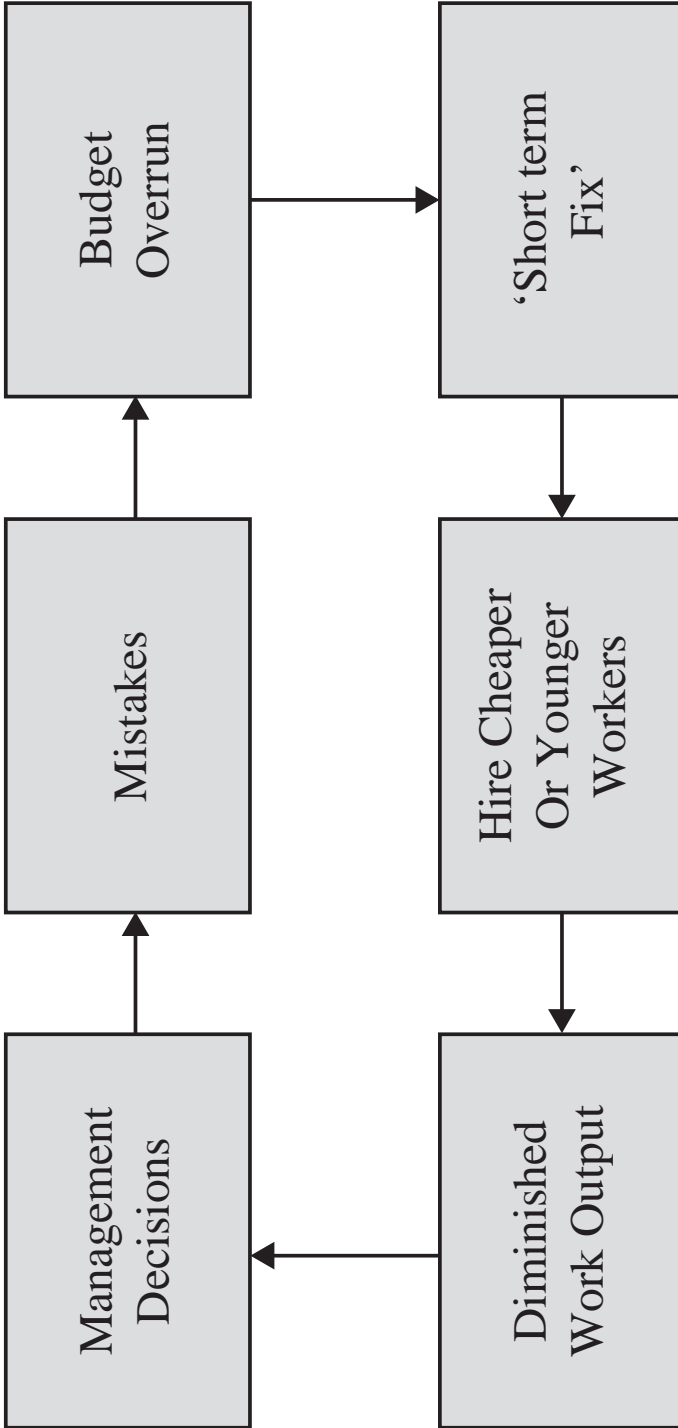 Management
Decisions
Mistakes
Budget
Overrun
Diminished
Work Output
Hire Cheaper
Or Younger
Workers
‘Short term
Fix’